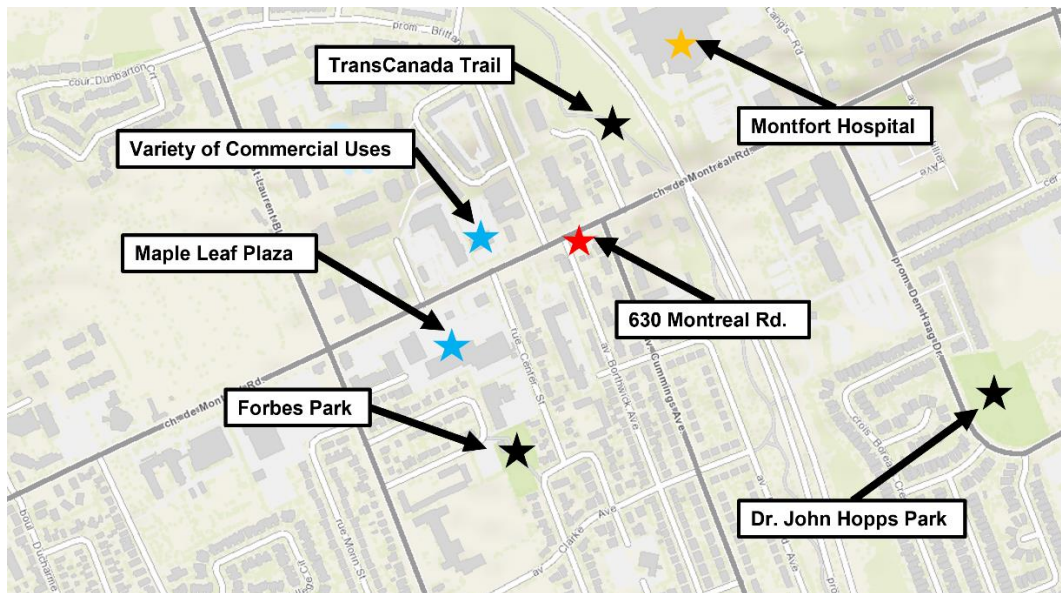 prom. Brittan
Lang's Rd
cour Dunbarton Crt
TransCanada Trail
Montfort Hospital
Variety of Commercial Uses
ch de Montréal Rd
Maple Leaf Plaza
630 Montreal Rd.
prom. Den Haag Dr.
rue Center St
av Cummings Ave
av Borthwick Ave
ch de Montréal Rd
Forbes Park
Dr. John Hopps Park
av Clarke Ave
rue Morin St
boul Ducharme